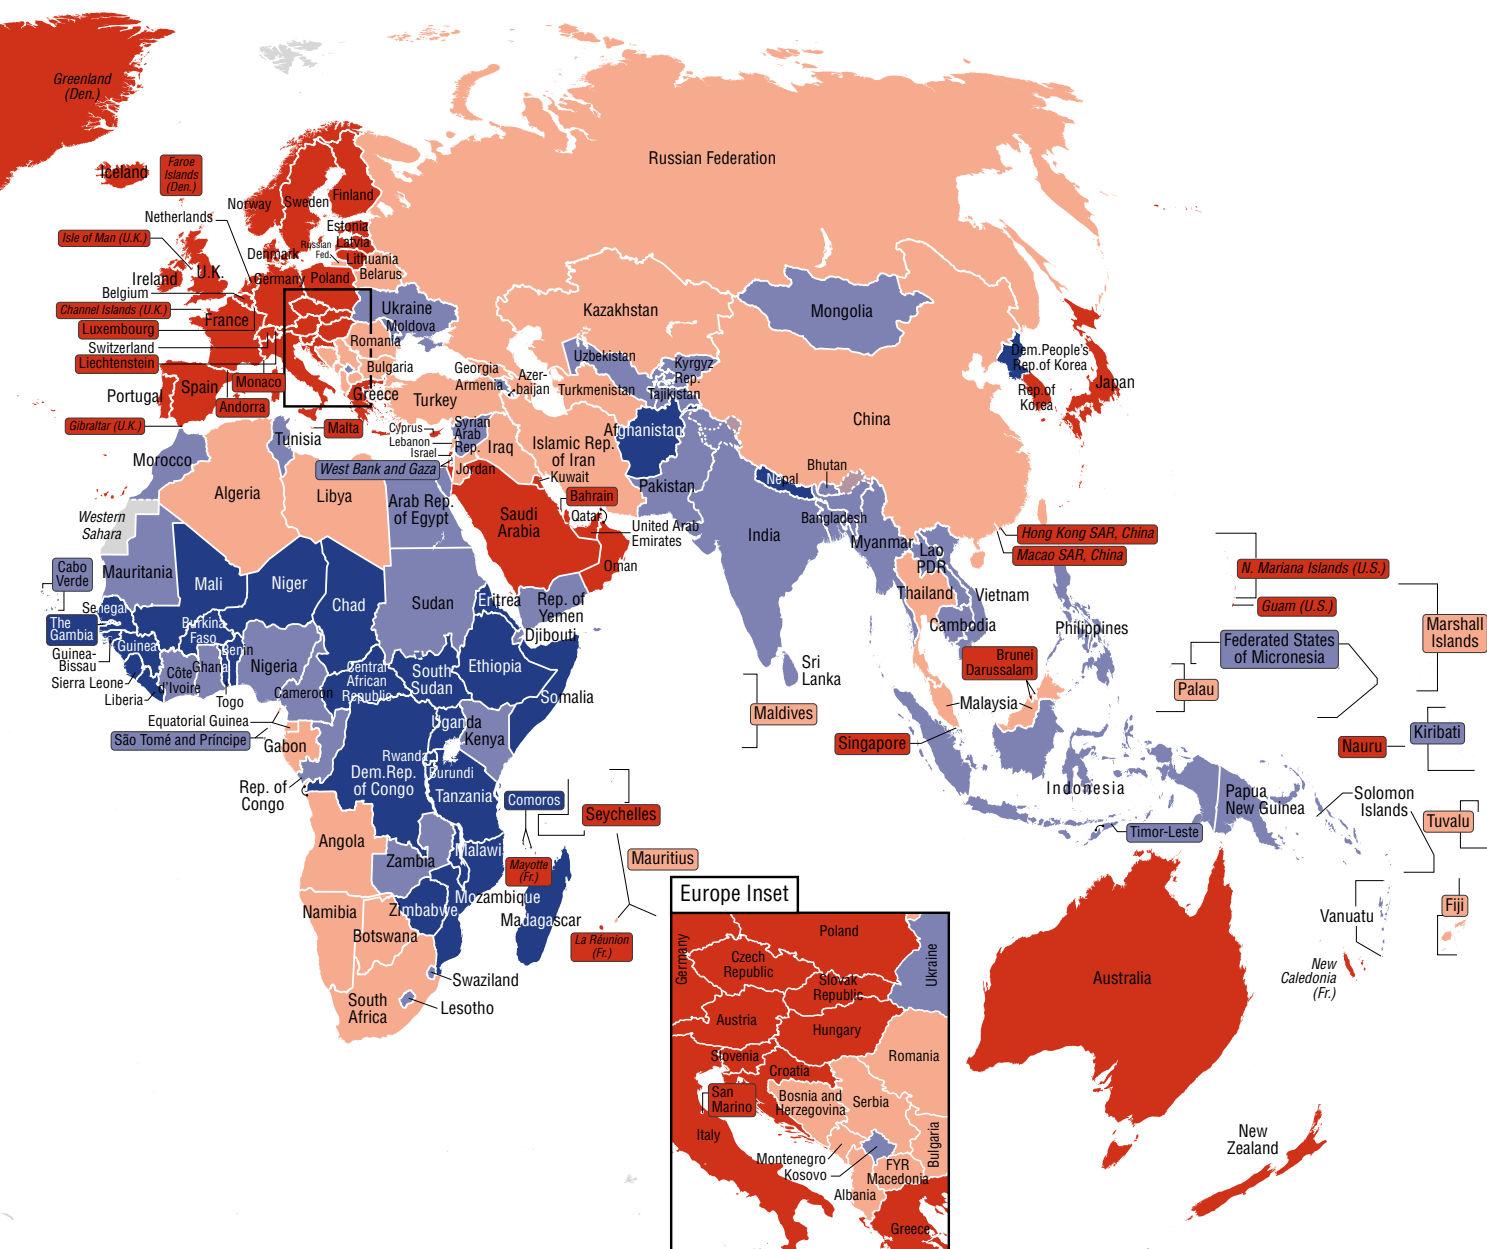 Greenland
(Den.)
Iceland
Faroe
Islands
(Den.)
Norway
Sweden
Finland
Russian Federation
Netherlands
Isle of Man (U.K.)
Estonia
Russian
Fed.
Latvia
Lithuania
Denmark
Belarus
Ireland
U.K.
Germany
Poland
Belgium
Channel Islands (U.K.)
France
Luxembourg
Ukraine
Moldova
Switzerland
Romania
Liechtenstein
Bulgaria
Monaco
Portugal
Spain
Andorra
Greece
Gibraltar (U.K.)
Malta
Kazakhstan
Mongolia
Uzbekistan
Kyrgyz
Rep.
Georgia
Armenia
Azer-
baijan
Turkmenistan
Tajikistan
Turkey
Dem.People's
Rep.of Korea
Rep.of
Korea
Japan
China
Cyprus
Lebanon
Israel
Syrian
Arab
Rep.
Iraq
Islamic Rep.
of Iran
Afghanistan
Tunisia
Morocco
West Bank and Gaza
Jordan
Kuwait
Bahrain
Qatar
United Arab
Emirates
Pakistan
Nepal
Bhutan
Bangladesh
India
Myanmar
Lao
PDR
Algeria
Libya
Arab Rep.
of Egypt
Saudi
Arabia
Oman
Western
Sahara
Hong Kong SAR, China
Macao SAR, China
N. Mariana Islands (U.S.)
Guam (U.S.)
Marshall
Islands
Federated States
of Micronesia
Palau
Cabo
Verde
Mauritania
Mali
Niger
Chad
Sudan
Eritrea
Rep. of
Yemen
Djibouti
Thailand
Vietnam
Cambodia
Philippines
Senegal
The
Gambia
Burkina
Faso
Guinea
Benin
Guinea-
Bissau
Sierra Leone
Liberia
Côte
d'Ivoire
Ghana
Togo
Nigeria
Cameroon
Central
African
Republic
South
Sudan
Ethiopia
Somalia
Sri
Lanka
Brunei
Darussalam
Malaysia
Maldives
Singapore
Nauru
Kiribati
Equatorial Guinea
São Tomé and Príncipe
Gabon
Rep. of
Congo
Uganda
Kenya
Rwanda
Burundi
Dem.Rep.
of Congo
Tanzania
Comoros
Seychelles
Indonesia
Papua
New Guinea
Solomon
Islands
Tuvalu
Timor-Leste
Angola
Zambia
Malawi
Mayotte
(Fr.)
Mauritius
Mozambique
Zimbabwe
Madagascar
Namibia
Botswana
La Réunion
(Fr.)
Vanuatu
Fiji
New
Caledonia
(Fr.)
Swaziland
Lesotho
South
Africa
Australia
New
Zealand
Europe Inset
Germany
Poland
Czech
Republic
Ukraine
Slovak
Republic
Austria
Hungary
Romania
Slovenia
Croatia
San
Marino
Bosnia and
Herzegovina
Serbia
Italy
Bulgaria
Montenegro
Kosovo
FYR
Macedonia
Albania
Greece